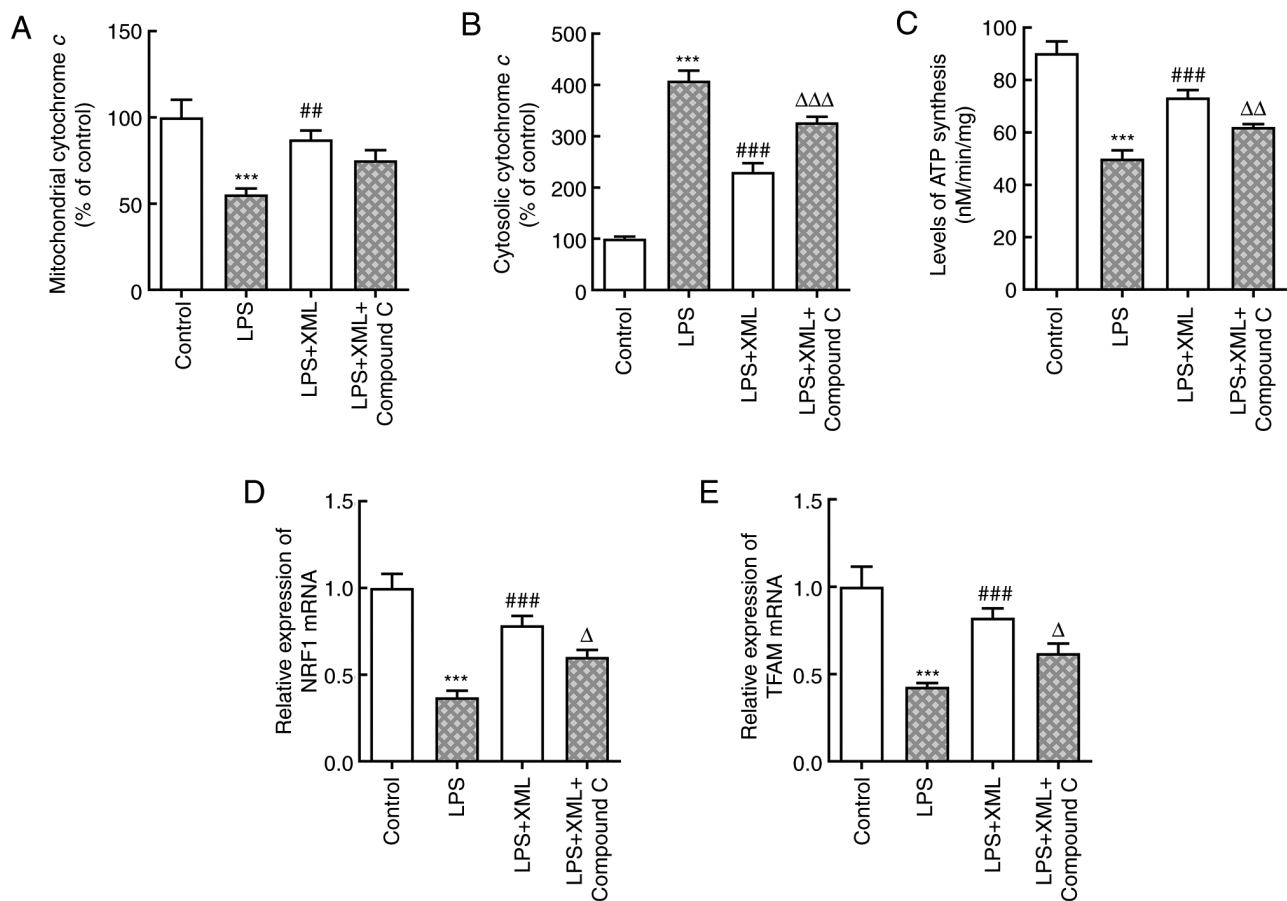 A
Mitochondrial cytochrome c
(% of control)
150
100
50
0
***
##
Control
LPS
LPS+XML
LPS+XML+
Compound C
B
Cytosolic cytochrome c
(% of control)
500
400
300
200
100
0
***
###
ΔΔΔ
Control
LPS
LPS+XML
LPS+XML+
Compound C
C
Levels of ATP synthesis
(nM/min/mg)
100
80
60
40
20
0
***
###
ΔΔ
Control
LPS
LPS+XML
LPS+XML+
Compound C
D
Relative expression of
NRF1 mRNA
1.5
1.0
0.5
0.0
***
###
Δ
Control
LPS
LPS+XML
LPS+XML+
Compound C
E
Relative expression of
TFAM mRNA
1.5
1.0
0.5
0.0
***
###
Δ
Control
LPS
LPS+XML
LPS+XML+
Compound C